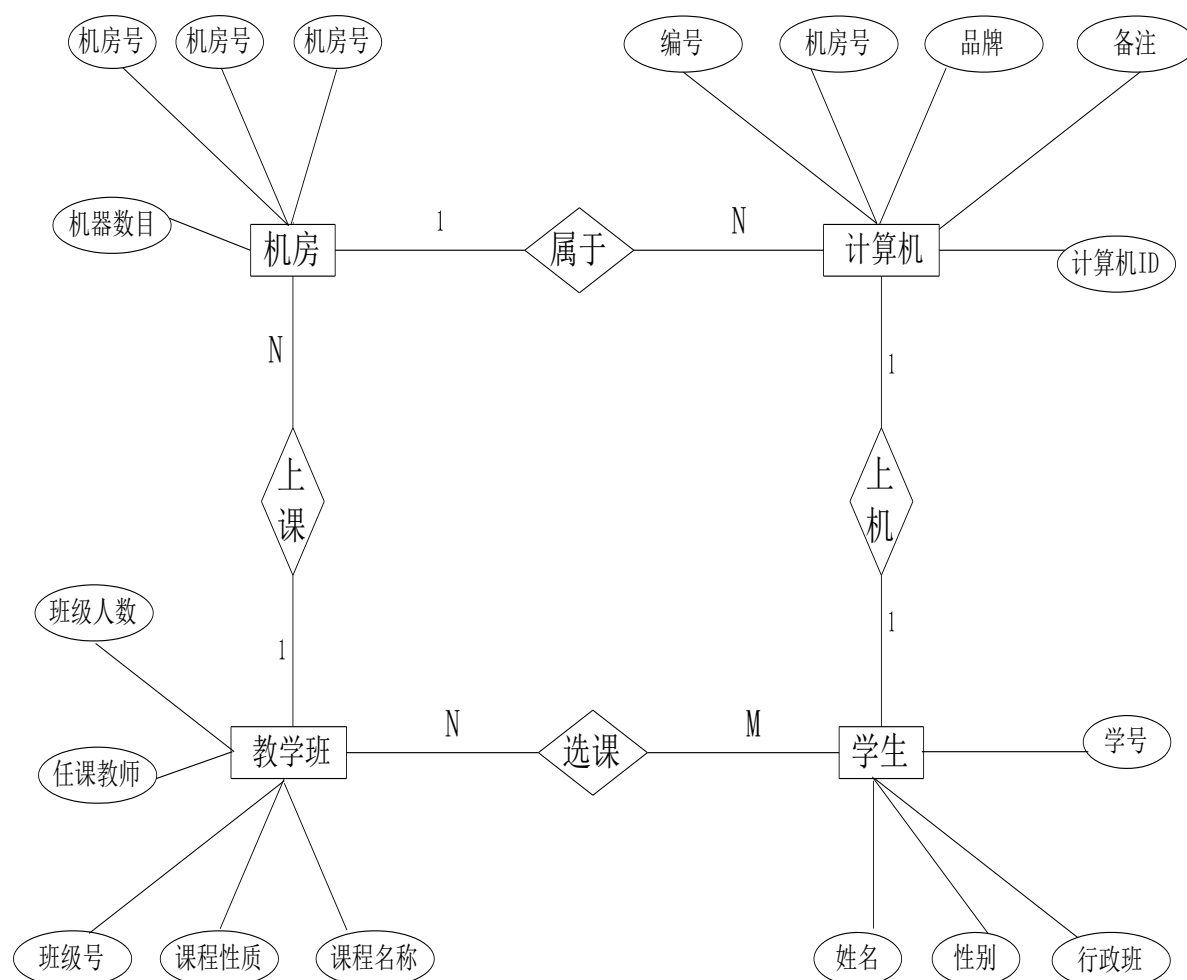 机房号
机房号
机房号
编号
机房号
品牌
备注
机器数目
机房
1
属于
N
计算机
计算机ID
N
1
上
课
上
机
班级人数
1
1
任课教师
教学班
N
选课
M
学生
学号
班级号
课程性质
课程名称
姓名
性别
行政班